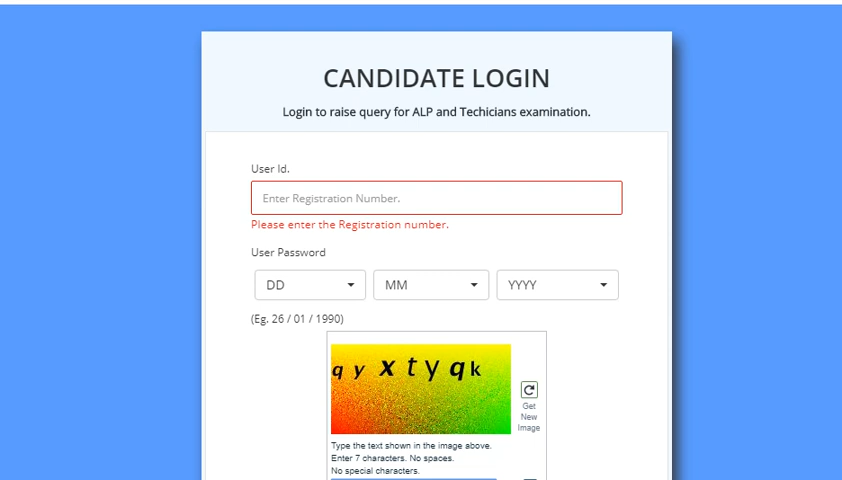 CANDIDATE LOGIN
Login to raise query for ALP and Techicians examination.
User Id.
Enter Registration Number.
Please enter the Registration number.
User Password
DD MM YYYY
(Eg. 26 / 01 / 1990)
q y x t y q k
Get
New
Image
Type the text shown in the image above.
Enter 7 characters. No spaces.
No special characters.